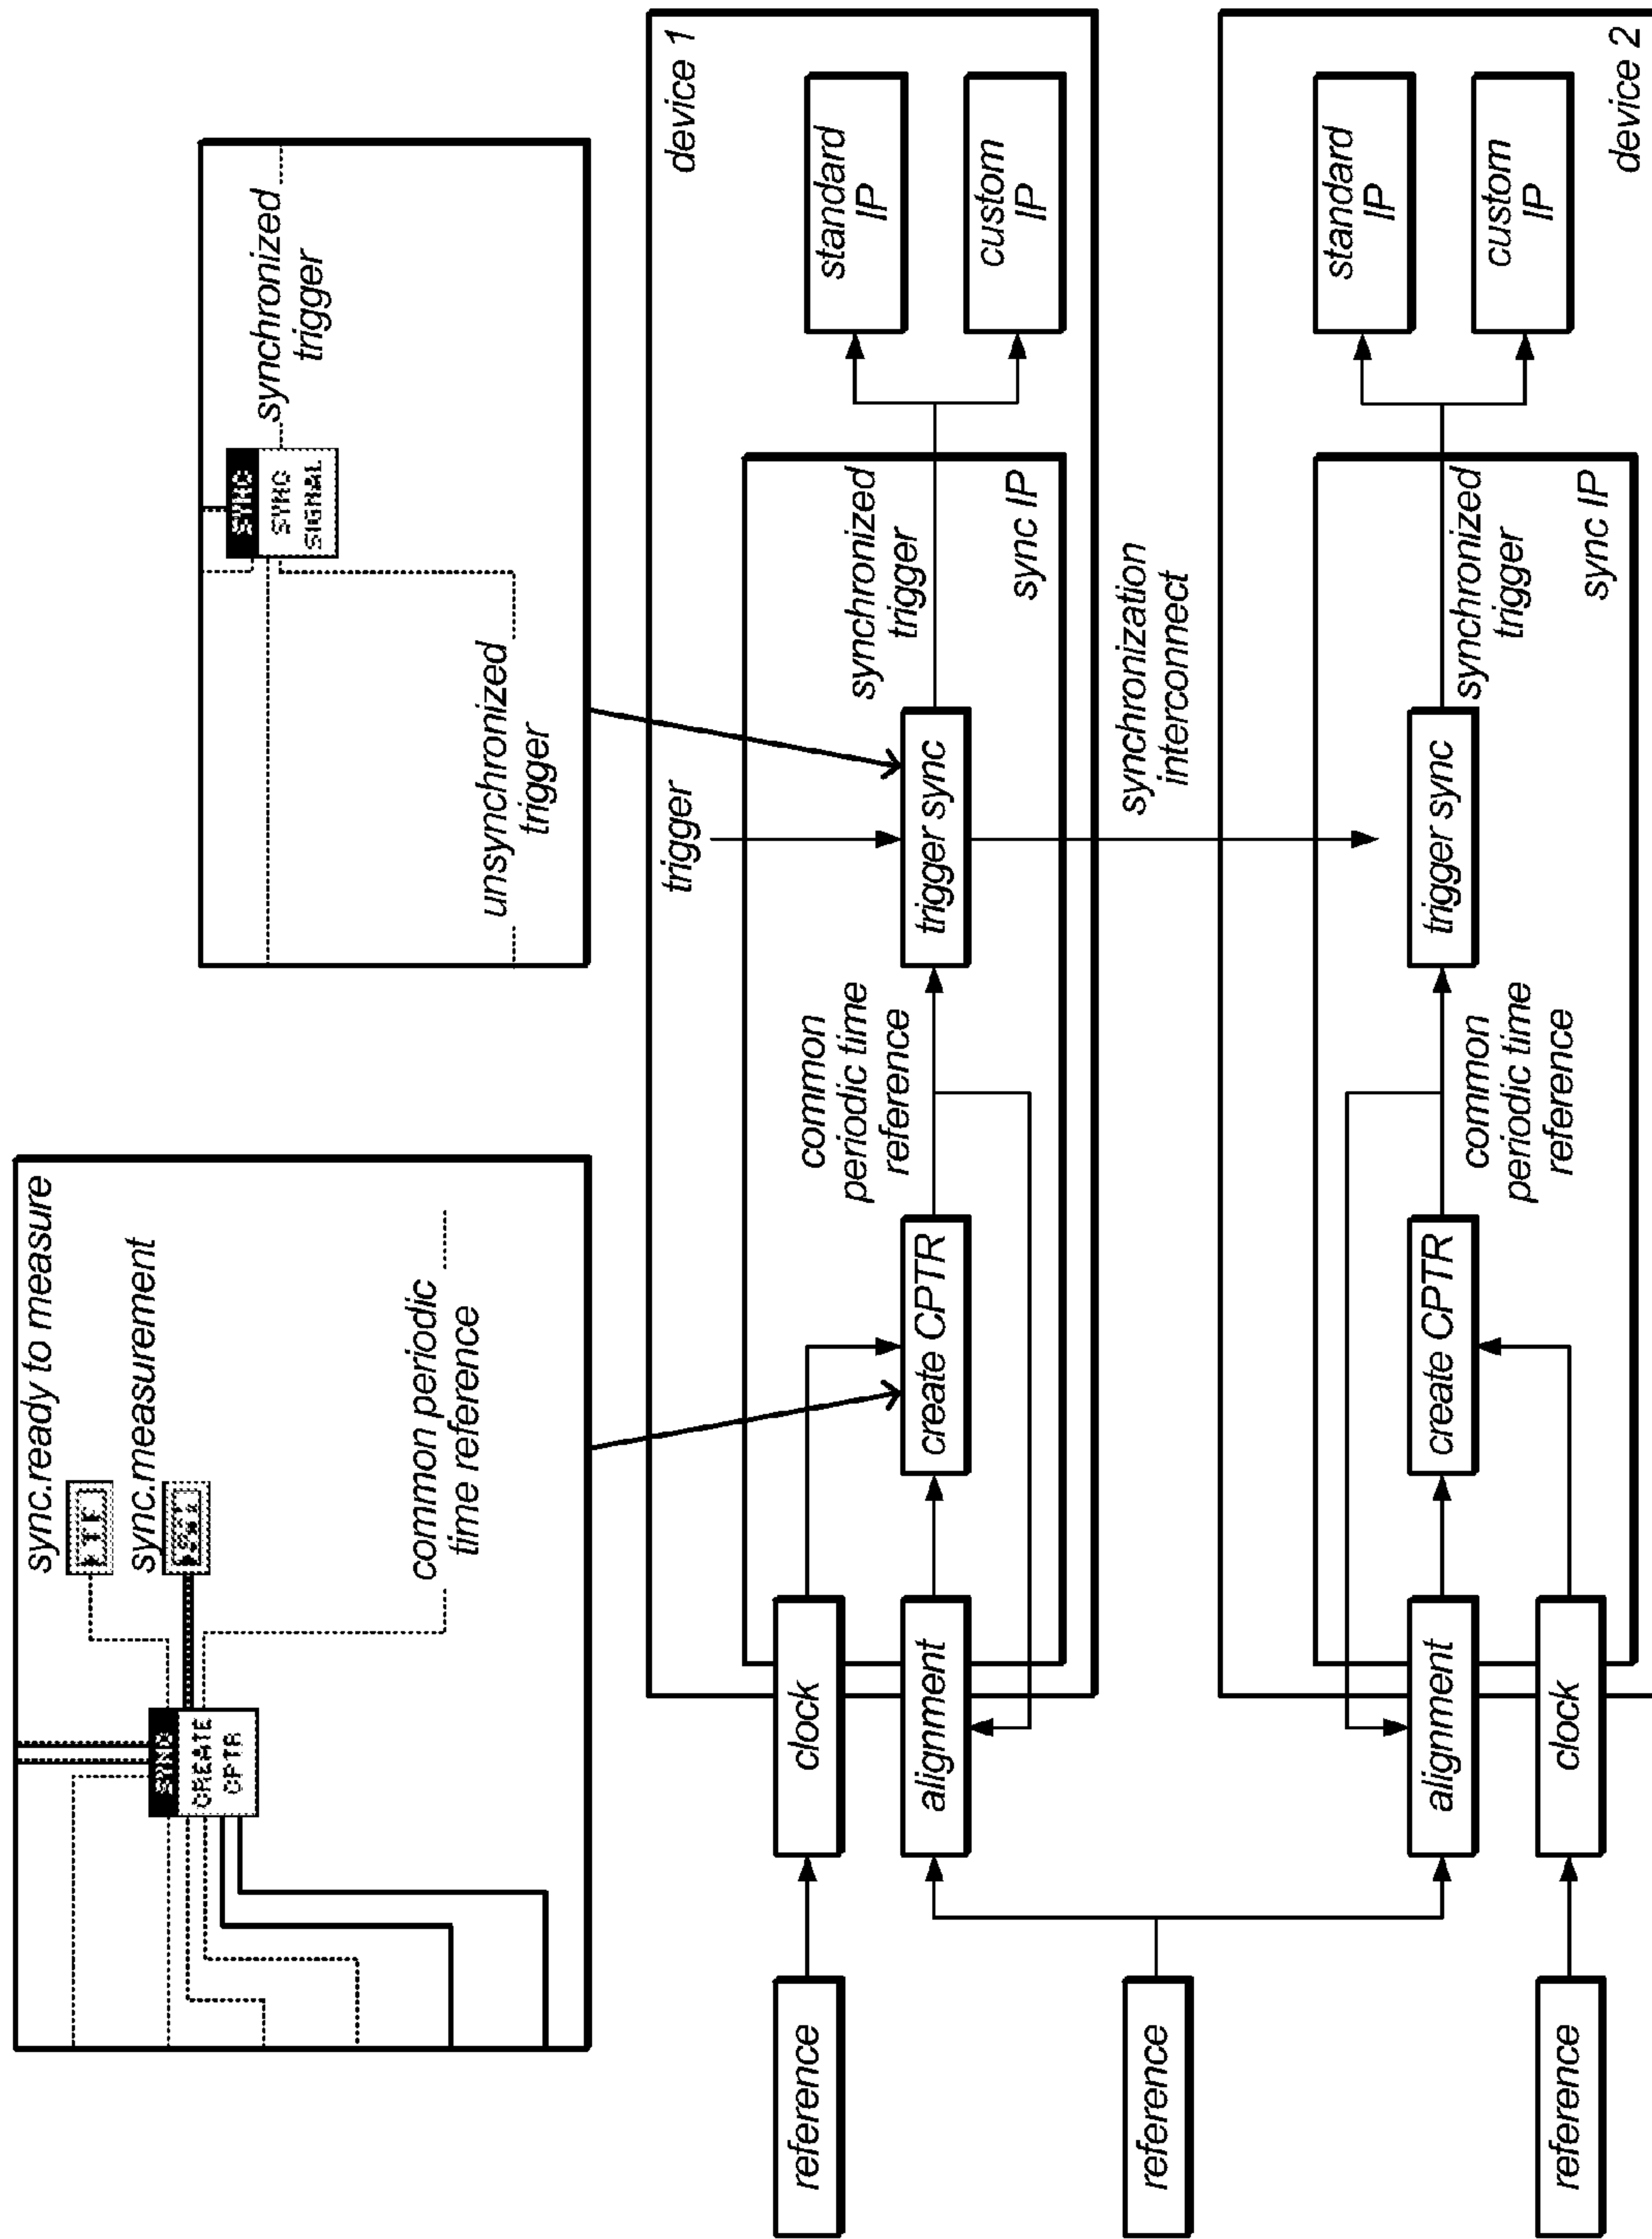 sync.ready to measure
sync.measurement
SYNC
CREATE
CPTR
common periodic
time reference
SYNC
SYNC
SIGNAL
synchronized
trigger
unsynchronized
trigger
device 1
trigger
reference
clock
alignment
create CPTR
common
periodic time
reference
trigger sync
synchronized
trigger
sync IP
standard
IP
custom
IP
reference
synchronization
interconnect
device 2
alignment
clock
reference
create CPTR
common
periodic time
reference
trigger sync
synchronized
trigger
sync IP
standard
IP
custom
IP